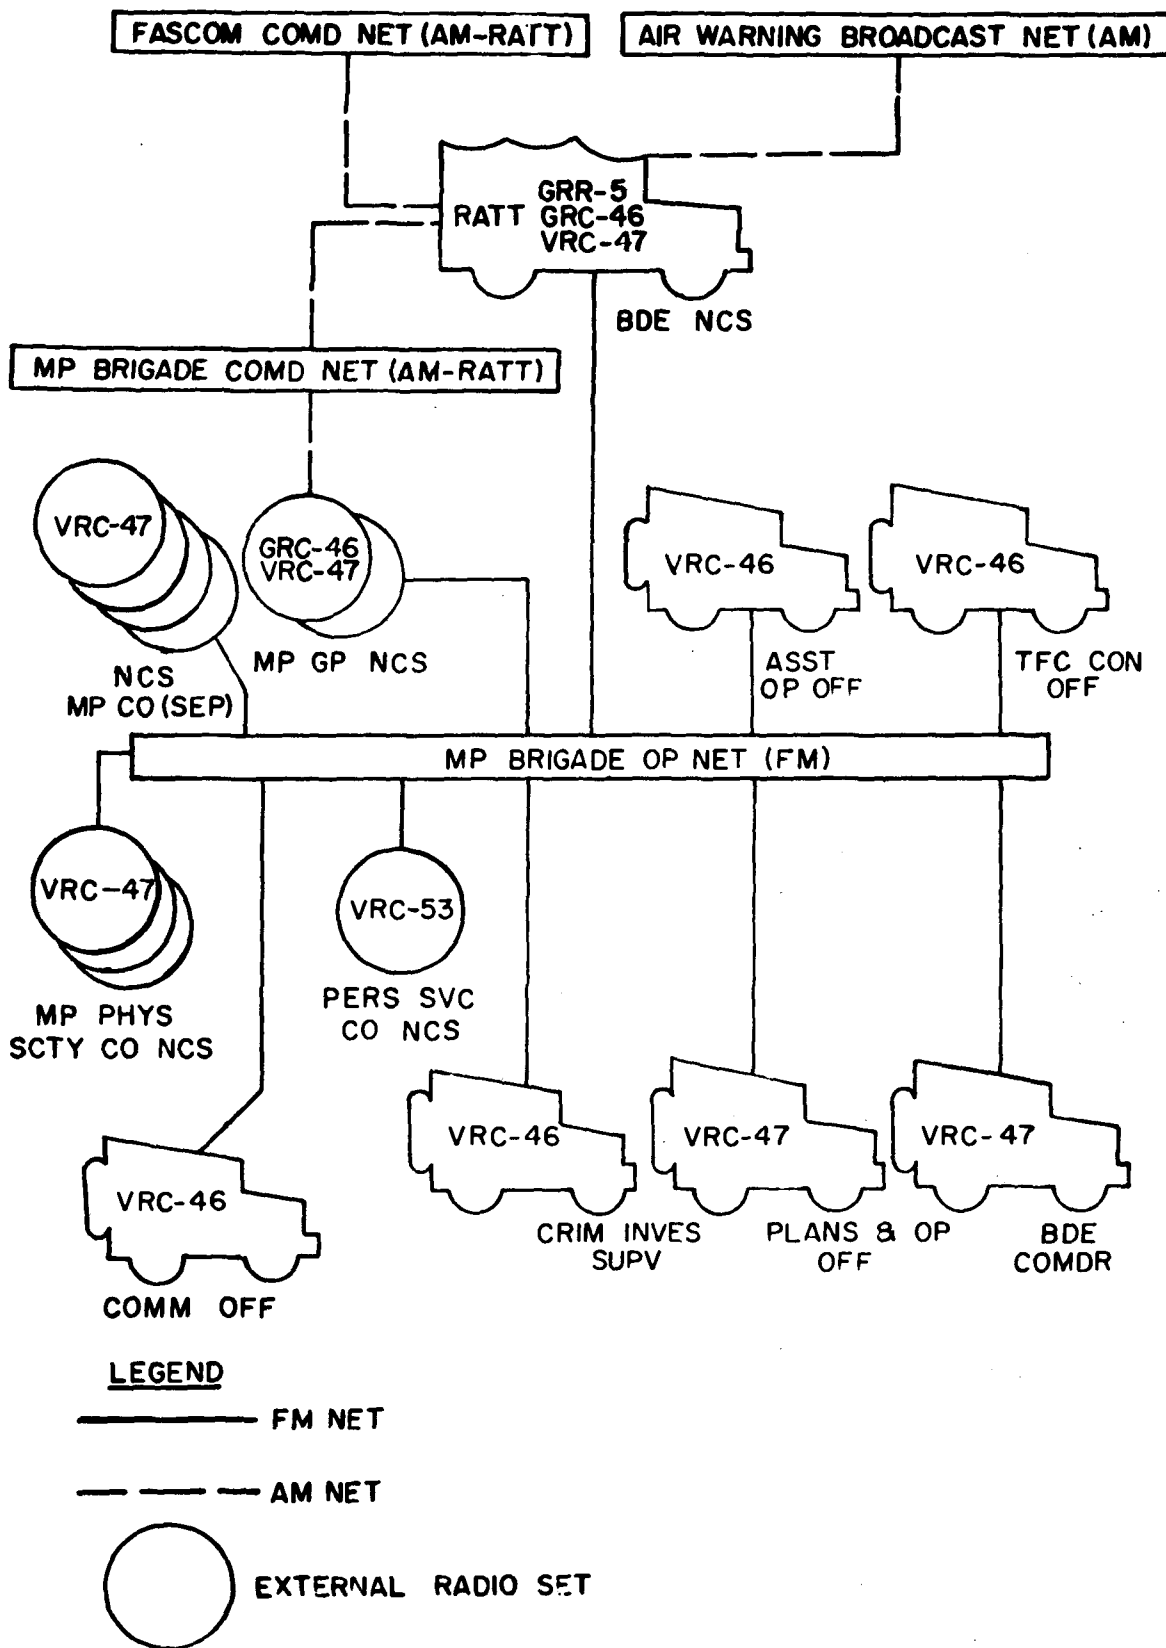 FASCOM COMD NET (AM-RATT)
AIR WARNING BROADCAST NET (AM)
RATT
GRR-5
GRC-46
VRC-47
BDE NCS
MP BRIGADE COMD NET (AM-RATT)
VRC-47
NCS
MP CO (SEP)
GRC-46
VRC-47
MP GP NCS
VRC-46
ASST
OP OFF
VRC-46
TFC CON
OFF
MP BRIGADE OP NET (FM)
VRC-47
MP PHYS
SCTY CO NCS
VRC-53
PERS SVC
CO NCS
VRC-46
COMM OFF
VRC-46
CRIM INVES
SUPV
VRC-47
PLANS & OP
OFF
VRC-47
BDE
COMDR
LEGEND
FM NET
AM NET
EXTERNAL RADIO SET